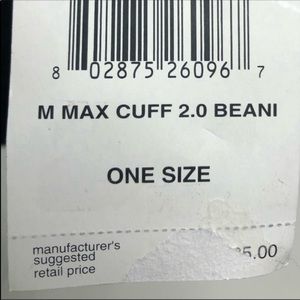 8 02875 26096 7
M MAX CUFF 2.0 BEANI
ONE SIZE
manufacturer's
suggested
retail price
5.00